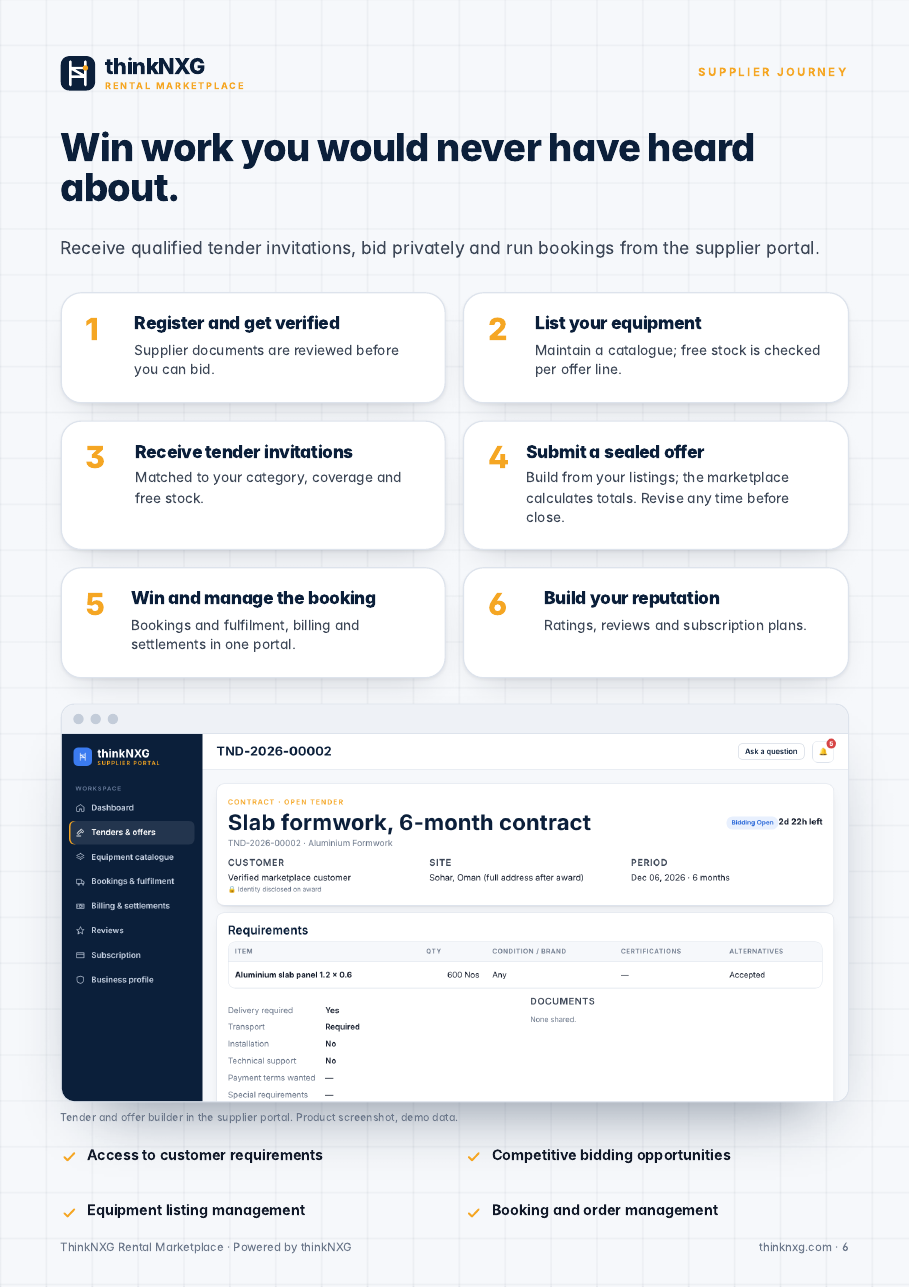 thinkNXG
RENTAL MARKETPLACE
SUPPLIER JOURNEY
Win work you would never have heard
about.
Receive qualified tender invitations, bid privately and run bookings from the supplier portal.
1
Register and get verified
Supplier documents are reviewed before
you can bid.
2
List your equipment
Maintain a catalogue; free stock is checked
per offer line.
3
Receive tender invitations
Matched to your category, coverage and
free stock.
4
Submit a sealed offer
Build from your listings; the marketplace
calculates totals. Revise any time before
close.
5
Win and manage the booking
Bookings and fulfilment, billing and
settlements in one portal.
6
Build your reputation
Ratings, reviews and subscription plans.
thinkNXG
SUPPLIER PORTAL
WORKSPACE
Dashboard
Tenders & offers
Equipment catalogue
Bookings & fulfilment
Billing & settlements
Reviews
Subscription
Business profile
TND-2026-00002
Ask a question
5
CONTRACT · OPEN TENDER
Slab formwork, 6-month contract
Bidding Open 2d 22h left
TND-2026-00002 · Aluminium Formwork
CUSTOMER SITE PERIOD
Verified marketplace customer Sohar, Oman (full address after award) Dec 06, 2026 · 6 months
Identity disclosed on award
Requirements
ITEM QTY CONDITION / BRAND CERTIFICATIONS ALTERNATIVES
Aluminium slab panel 1.2 × 0.6 600 Nos Any — Accepted
Delivery required Yes
Transport Required
Installation No
Technical support No
Payment terms wanted —
Special requirements —
DOCUMENTS
None shared.
Tender and offer builder in the supplier portal. Product screenshot, demo data.
Access to customer requirements
Competitive bidding opportunities
Equipment listing management
Booking and order management
ThinkNXG Rental Marketplace · Powered by thinkNXG
thinknxg.com · 6